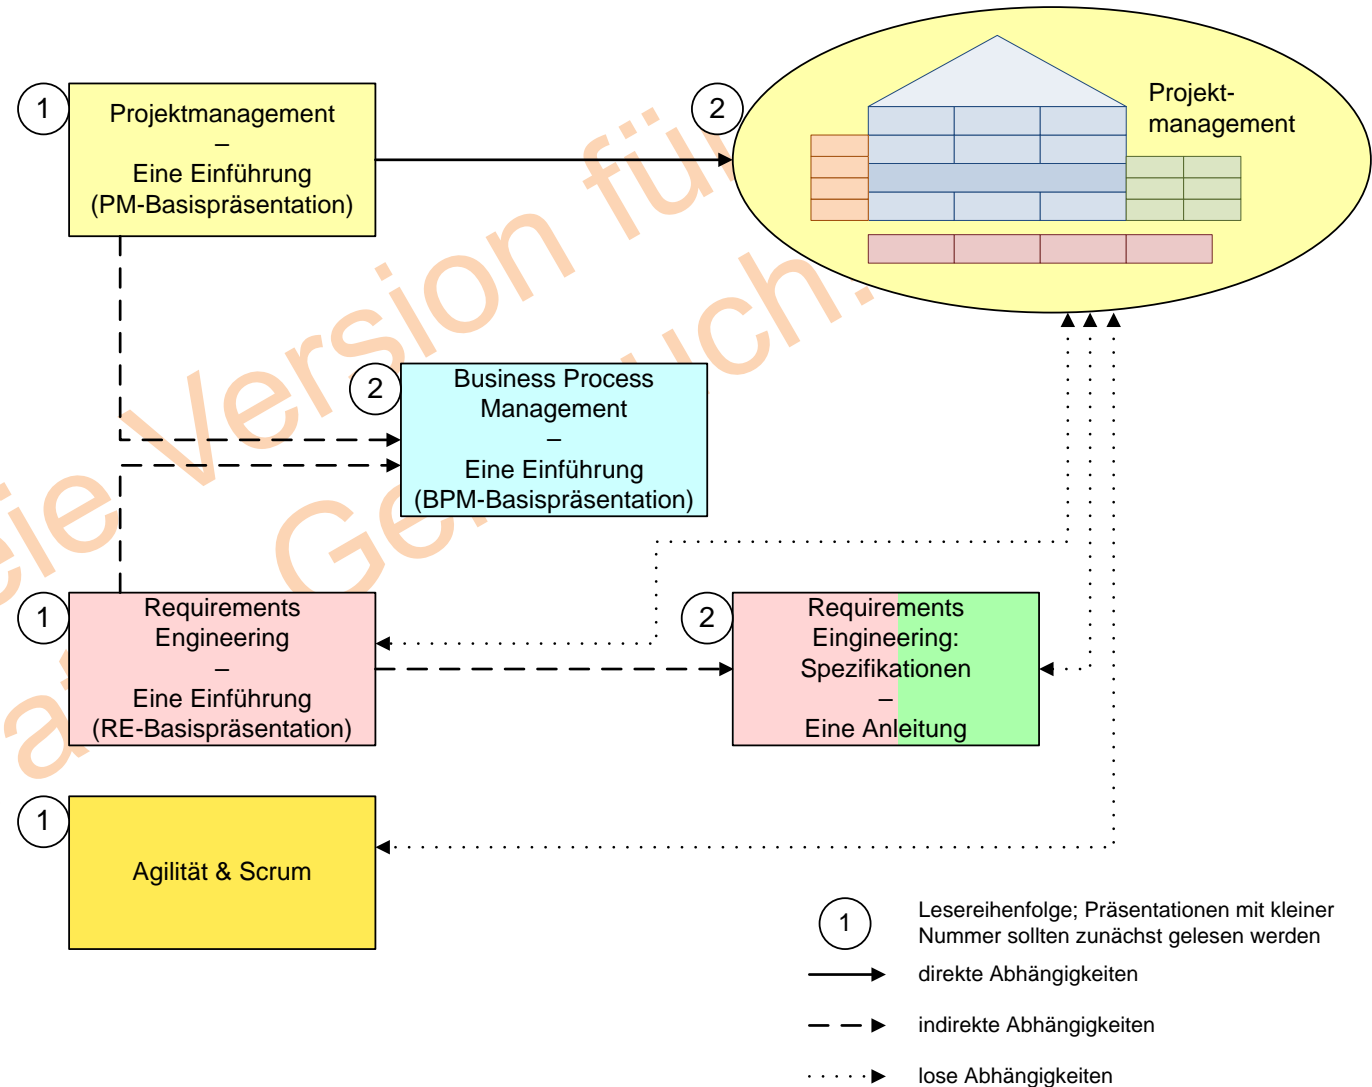 1
Projektmanagement
–
Eine Einführung
(PM-Basispräsentation)
2
Projekt-
management
2
Business Process
Management
–
Eine Einführung
(BPM-Basispräsentation)
1
Requirements
Engineering
–
Eine Einführung
(RE-Basispräsentation)
2
Requirements
Eingineering:
Spezifikationen
–
Eine Anleitung
1
Agilität & Scrum
1
Lesereihenfolge; Präsentationen mit kleiner
Nummer sollten zunächst gelesen werden
direkte Abhängigkeiten
indirekte Abhängigkeiten
lose Abhängigkeiten
Version für